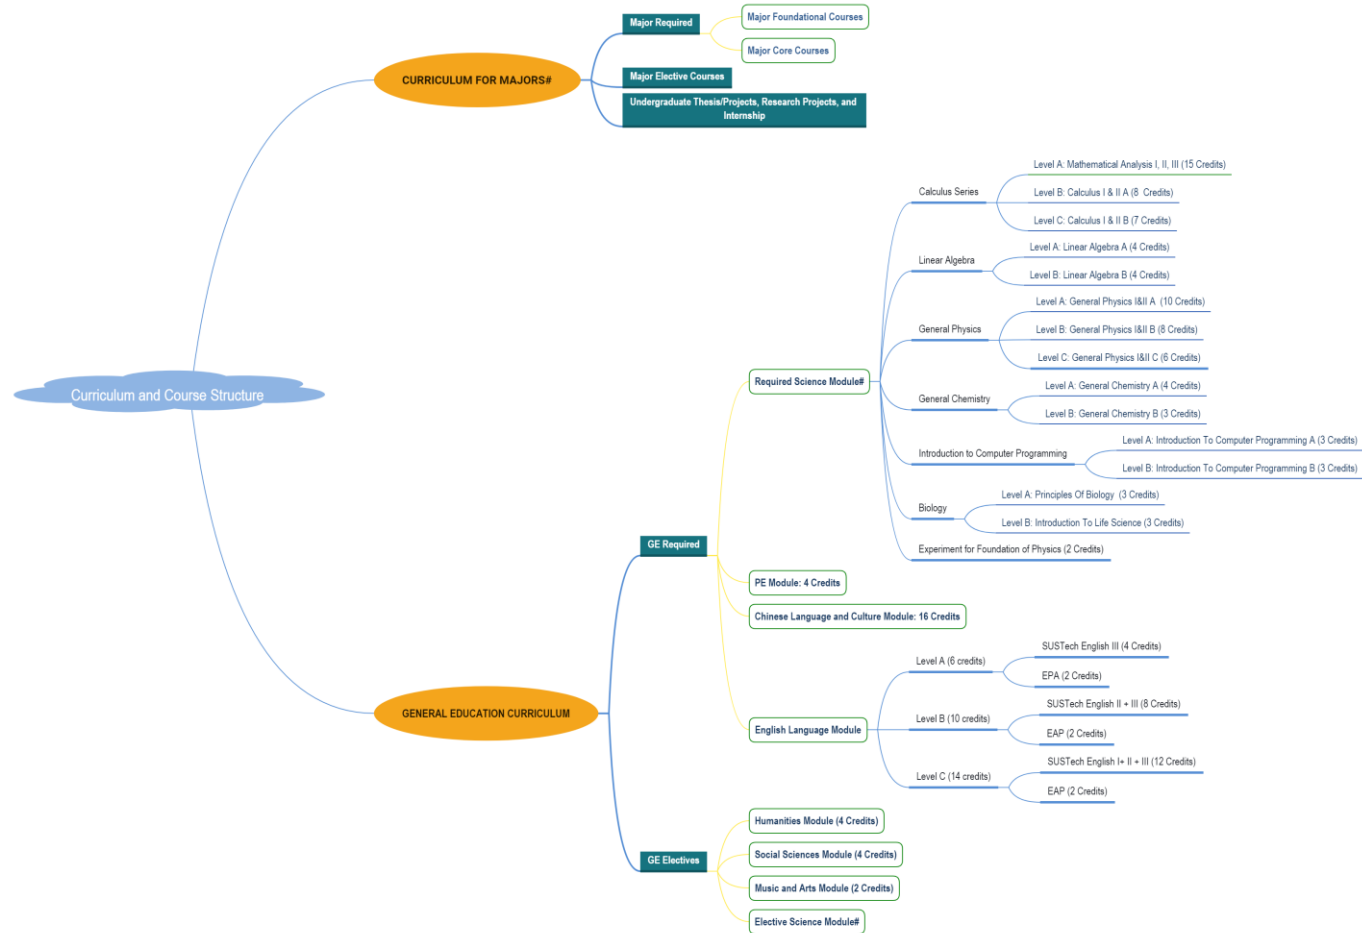 Curriculum and Course Structure
CURRICULUM FOR MAJORS#
Major Required
Major Foundational Courses
Major Core Courses
Major Elective Courses
Undergraduate Thesis/Projects, Research Projects, and
Internship
GENERAL EDUCATION CURRICULUM
GE Required
Required Science Module#
Calculus Series
Level A: Mathematical Analysis I, II, III (15 Credits)
Level B: Calculus I & II A (8  Credits)
Level C: Calculus I & II B (7 Credits)
Linear Algebra
Level A: Linear Algebra A (4 Credits)
Level B: Linear Algebra B (4 Credits)
General Physics
Level A: General Physics I&II A  (10 Credits)
Level B: General Physics I&II B (8 Credits)
Level C: General Physics I&II C (6 Credits)
General Chemistry
Level A: General Chemistry A (4 Credits)
Level B: General Chemistry B (3 Credits)
Introduction to Computer Programming
Level A: Introduction To Computer Programming A (3 Credits)
Level B: Introduction To Computer Programming B (3 Credits)
Biology
Level A: Principles Of Biology  (3 Credits)
Level B: Introduction To Life Science (3 Credits)
Experiment for Foundation of Physics (2 Credits)
PE Module: 4 Credits
Chinese Language and Culture Module: 16 Credits
English Language Module
Level A (6 credits)
SUSTech English III (4 Credits)
EPA (2 Credits)
Level B (10 credits)
SUSTech English II + III (8 Credits)
EAP (2 Credits)
Level C (14 credits)
SUSTech English I+ II + III (12 Credits)
EAP (2 Credits)
GE Electives
Humanities Module (4 Credits)
Social Sciences Module (4 Credits)
Music and Arts Module (2 Credits)
Elective Science Module#